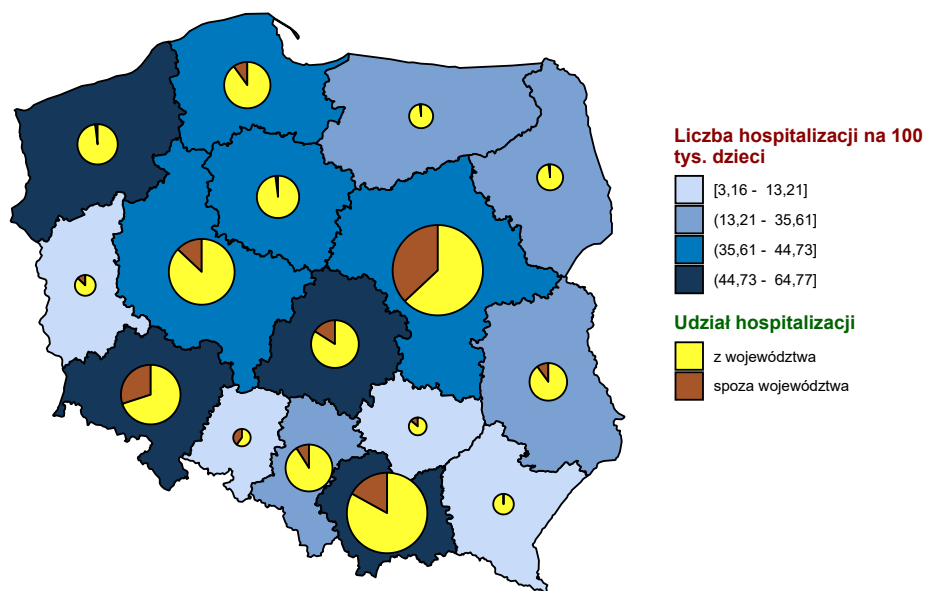 Liczba hospitalizacji na 100
tys. dzieci
[3,16 - 13,21]
(13,21 - 35,61]
(35,61 - 44,73]
(44,73 - 64,77]
Udział hospitalizacji
z województwa
spoza województwa